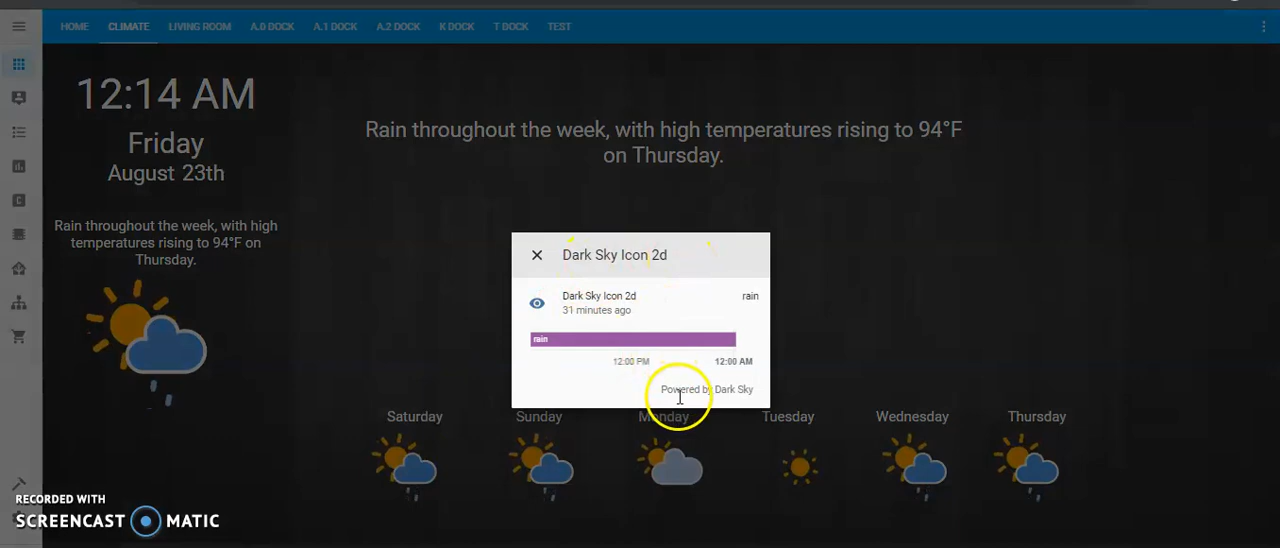 HOME CLIMATE LIVING ROOM A.0 DOCK A.1 DOCK A.2 DOCK K DOCK T DOCK TEST
12:14 AM
Friday
August 23th
Rain throughout the week, with high
temperatures rising to 94°F on
Thursday.
Rain throughout the week, with high temperatures rising to 94°F
on Thursday.
Dark Sky Icon 2d
Dark Sky Icon 2d rain
31 minutes ago
rain
12:00 PM 12:00 AM
Powered by Dark Sky
Saturday Sunday Monday Tuesday Wednesday Thursday
C
RECORDED WITH
SCREENCAST MATIC